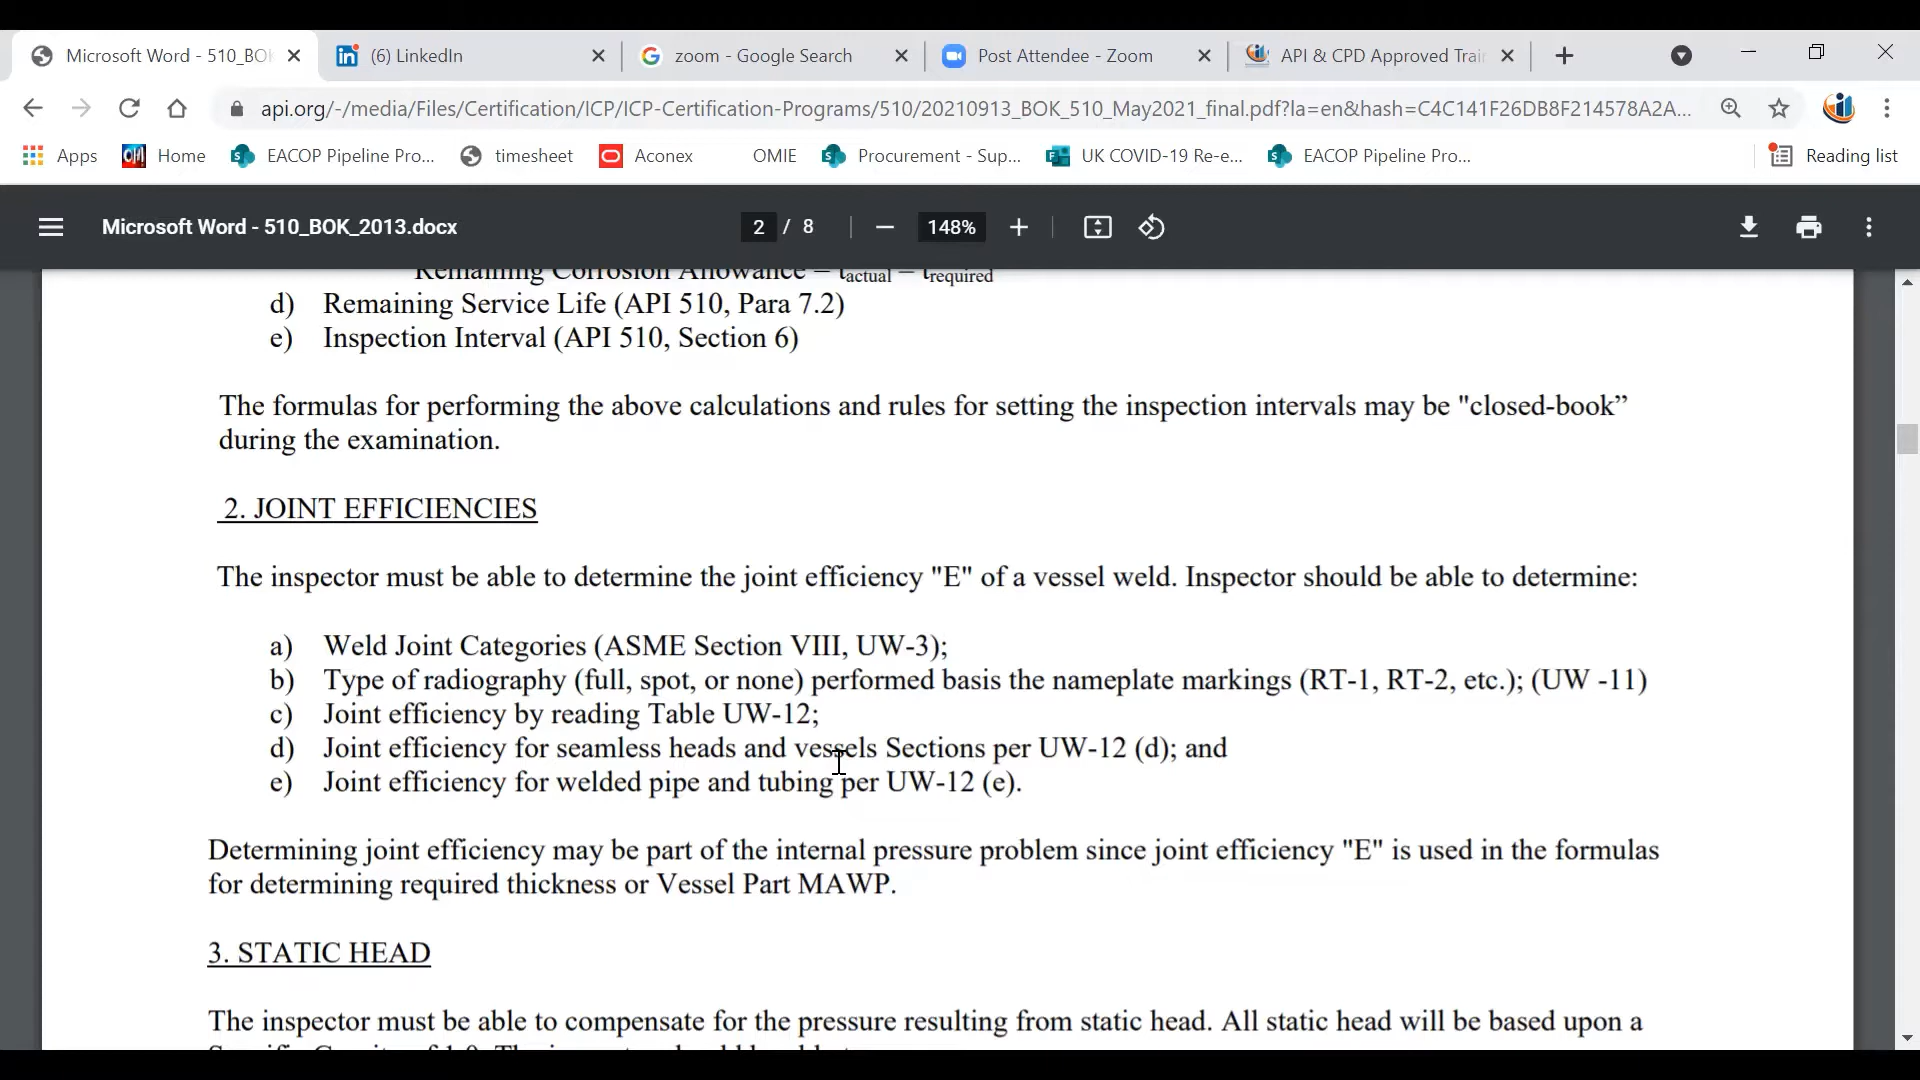 Microsoft Word - 510_BO
(6) LinkedIn
zoom - Google Search
Post Attendee - Zoom
API & CPD Approved Trai
api.org/-/media/Files/Certification/ICP/ICP-Certification-Programs/510/20210913_BOK_510_May2021_final.pdf?la=en&hash=C4C141F26DB8F214578A2A...
Apps
Home
EACOP Pipeline Pro...
timesheet
Aconex
OMIE
Procurement - Sup...
UK COVID-19 Re-e...
EACOP Pipeline Pro...
Reading list
Microsoft Word - 510_BOK_2013.docx
2 / 8
148%
Remaining Corrosion Allowance = tactual – trequired
d) Remaining Service Life (API 510, Para 7.2)
e) Inspection Interval (API 510, Section 6)
The formulas for performing the above calculations and rules for setting the inspection intervals may be "closed-book”
during the examination.
2. JOINT EFFICIENCIES
The inspector must be able to determine the joint efficiency "E" of a vessel weld. Inspector should be able to determine:
a) Weld Joint Categories (ASME Section VIII, UW-3);
b) Type of radiography (full, spot, or none) performed basis the nameplate markings (RT-1, RT-2, etc.); (UW -11)
c) Joint efficiency by reading Table UW-12;
d) Joint efficiency for seamless heads and vessels Sections per UW-12 (d); and
e) Joint efficiency for welded pipe and tubing per UW-12 (e).
Determining joint efficiency may be part of the internal pressure problem since joint efficiency "E" is used in the formulas
for determining required thickness or Vessel Part MAWP.
3. STATIC HEAD
The inspector must be able to compensate for the pressure resulting from static head. All static head will be based upon a